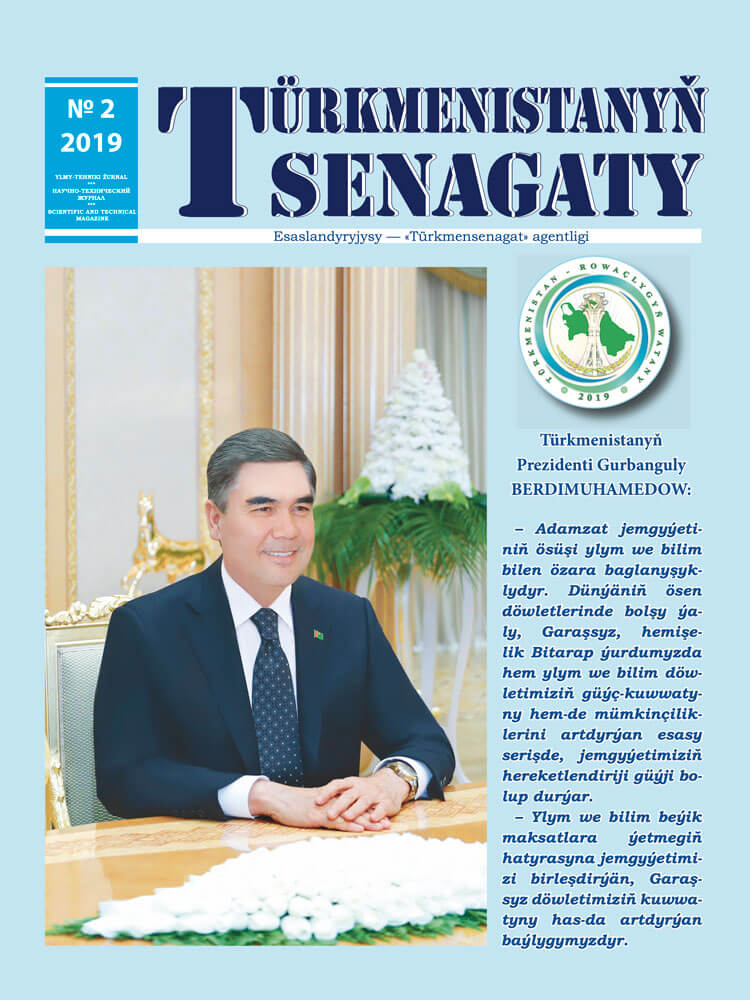 № 2
2019
YLMY-TEHNIKI ŽURNAL
***
НАУЧНО-ТЕХНИЧЕСКИЙ
ЖУРНАЛ
***
SCIENTIFIC AND TECHNICAL
MAGAZINE
TÜRKMENISTANYŇ
SENAGATY
Esaslandyryjysy — «Türkmensenagat» agentligi
TÜRKMENISTAN - ROWAÇLYGYŇ WATANY
2019
Türkmenistanyň
Prezidenti Gurbanguly
BERDIMUHAMEDOW:
– Adamzat jemgyýeti-
niň ösüşi ylym we bilim
bilen özara baglanyşyk-
lydyr. Dünýäniň ösen
döwletlerinde bolşy ýa-
ly, Garaşsyz, hemişe-
lik Bitarap ýurdumyzda
hem ylym we bilim döw-
letimiziň güýç-kuwwaty-
ny hem-de mümkinçilik-
lerini artdyrýan esasy
serişde, jemgyýetimiziň
hereketlendiriji güýji bo-
lup durýar.
– Ylym we bilim beýik
maksatlara ýetmegiň
hatyrasyna jemgyýetimi-
zi birleşdirýän, Garaş-
syz döwletimiziň kuwwa-
tyny has-da artdyrýan
baýlygymyzdyr.